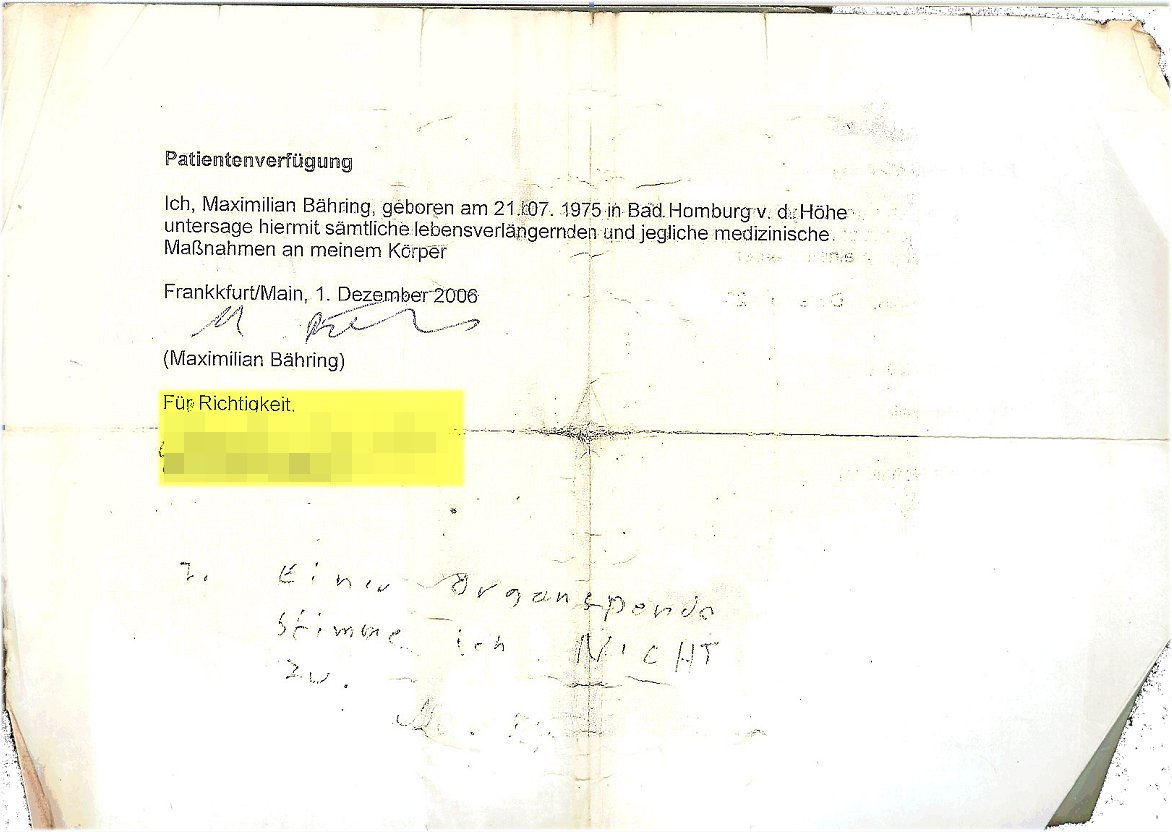 Patientenverfügung
Ich, Maximilian Bähring, geboren am 21. 07. 1975 in Bad Homburg v. d. Höhe
untersage hiermit sämtliche lebensverlängernden und jegliche medizinische
Maßnahmen an meinem Körper
Frankkfurt/Main, 1. Dezember 2006
(Maximilian Bähring)
Für Richtigkeit,
2. Einer Organspende
stimme ich NICHT
zu.